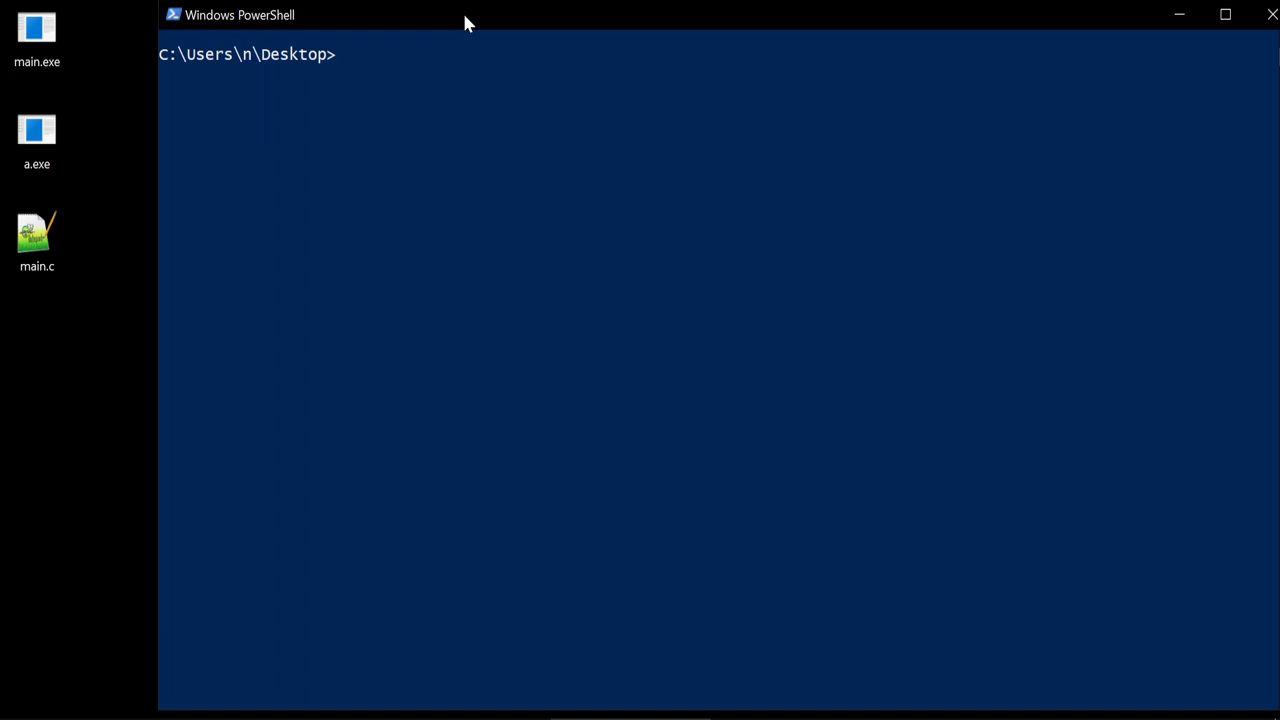 Windows PowerShell
C:\Users\n\Desktop>
main.exe
a.exe
main.c